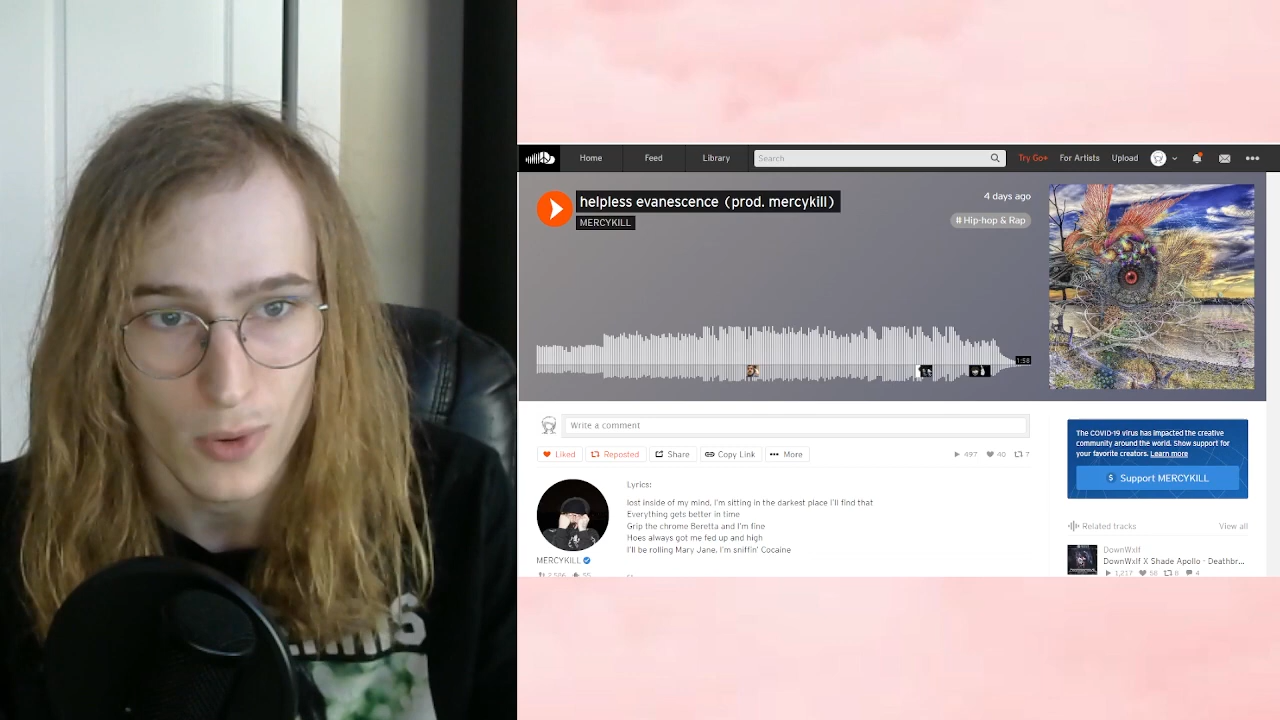 Home
Feed
Library
Search
Try Go+
For Artists
Upload
helpless evanescence (prod. mercykill)
MERCYKILL
4 days ago
# Hip-hop & Rap
1:58
Write a comment
Liked
Reposted
Share
Copy Link
More
497
40
7
Lyrics:
lost inside of my mind, I'm sitting in the darkest place I'll find that
Everything gets better in time
Grip the chrome Beretta and I'm fine
Hoes always got me fed up and high
I'll be rolling Mary Jane, I'm sniffin' Cocaine
MERCYKILL
The COVID-19 virus has impacted the creative
community around the world. Show support for
your favorite creators. Learn more
Support MERCYKILL
Related tracks
View all
DownWxlf
DownWxlf X Shade Apollo - Deathbr...
1,217
56
8
4